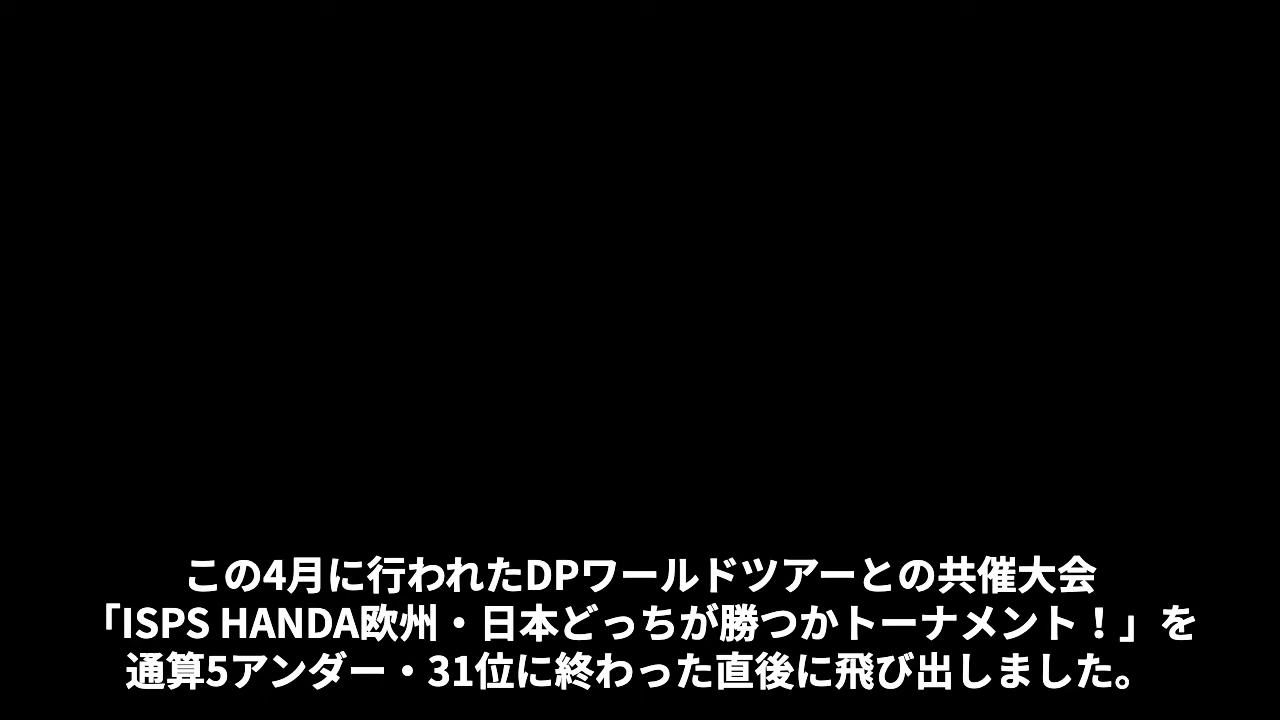 この4月に行われたDPワールドツアーとの共催大会
「ISPS HANDA欧州・日本どっちが勝つかトーナメント！」を
通算5アンダー・31位に終わった直後に飛び出しました。